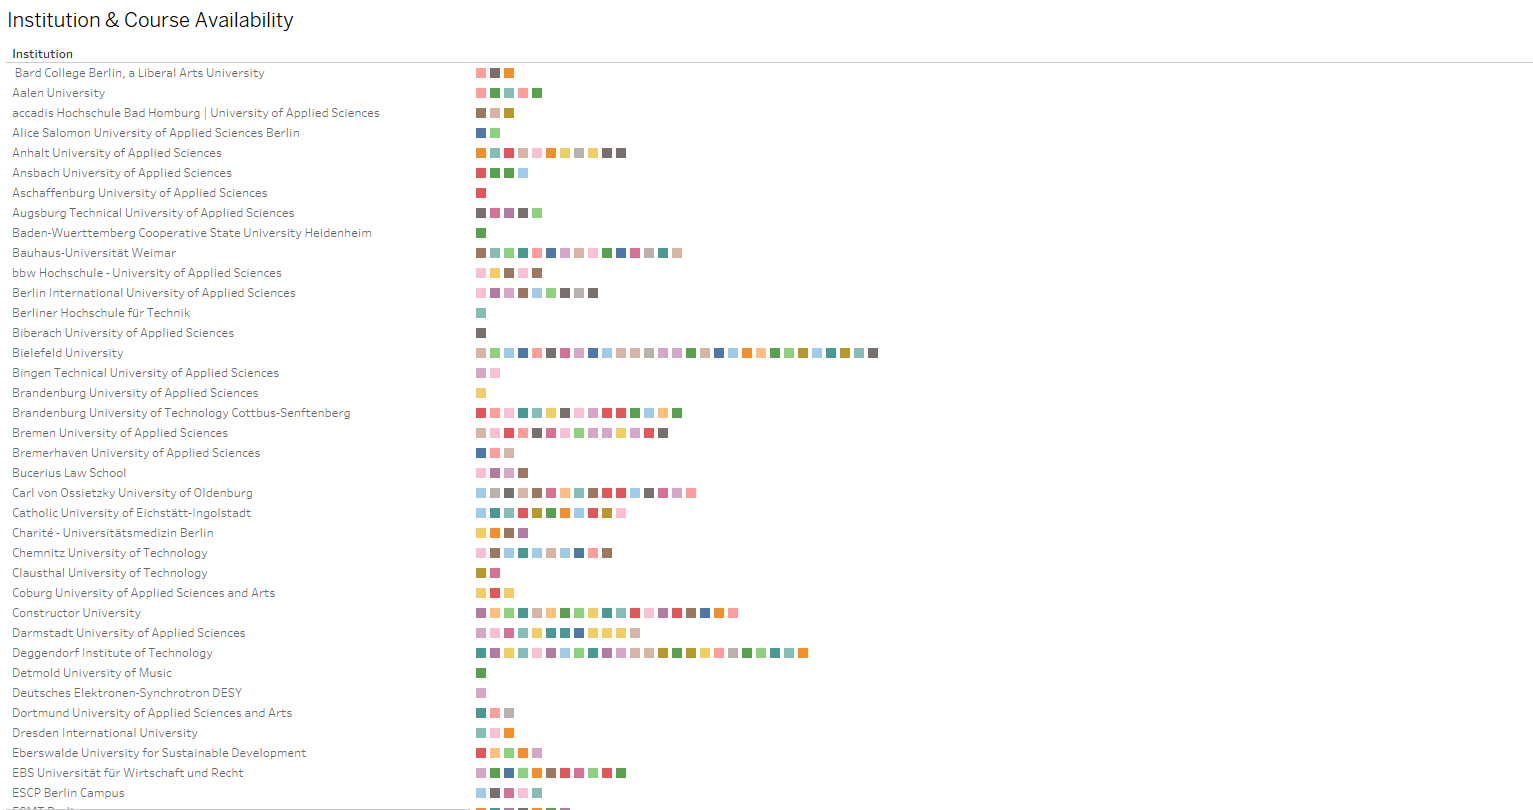 Institution & Course Availability
Institution
Bard College Berlin, a Liberal Arts University
Aalen University
accadis Hochschule Bad Homburg | University of Applied Sciences
Alice Salomon University of Applied Sciences Berlin
Anhalt University of Applied Sciences
Ansbach University of Applied Sciences
Aschaffenburg University of Applied Sciences
Augsburg Technical University of Applied Sciences
Baden-Wuerttemberg Cooperative State University Heidenheim
Bauhaus-Universität Weimar
bbw Hochschule - University of Applied Sciences
Berlin International University of Applied Sciences
Berliner Hochschule für Technik
Biberach University of Applied Sciences
Bielefeld University
Bingen Technical University of Applied Sciences
Brandenburg University of Applied Sciences
Brandenburg University of Technology Cottbus-Senftenberg
Bremen University of Applied Sciences
Bremerhaven University of Applied Sciences
Bucerius Law School
Carl von Ossietzky University of Oldenburg
Catholic University of Eichstätt-Ingolstadt
Charité - Universitätsmedizin Berlin
Chemnitz University of Technology
Clausthal University of Technology
Coburg University of Applied Sciences and Arts
Constructor University
Darmstadt University of Applied Sciences
Deggendorf Institute of Technology
Detmold University of Music
Deutsches Elektronen-Synchrotron DESY
Dortmund University of Applied Sciences and Arts
Dresden International University
Eberswalde University for Sustainable Development
EBS Universität für Wirtschaft und Recht
ESCP Berlin Campus